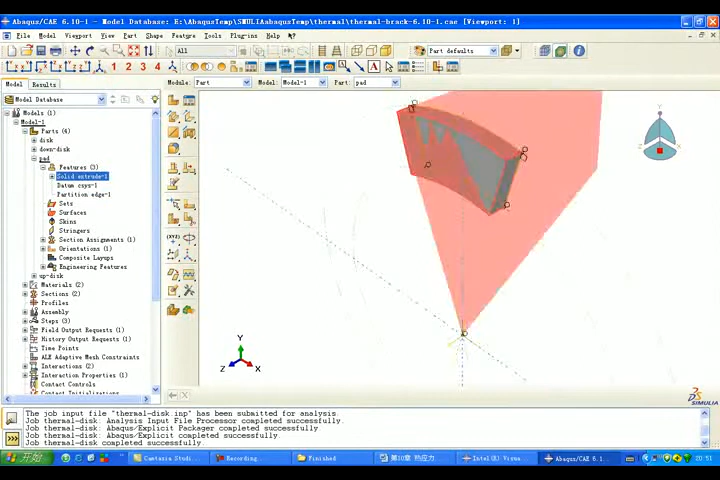 Abaqus/CAE 6.10-1 - Model Database: E:\AbaqusTemp\SMULIAabaqusTemp\thermal\thermal-brack-6.10-1.cae [Viewport: 1]
File Model Viewport View Part Shape Feature Tools Plug-ins Help
All
Part defaults
1 2 3 4
Model Results
Module: Part Model: Model-1 Part: pad
Model Database
Models (1)
Model-1
Parts (4)
disk
down-disk
pad
Features (3)
Solid extrude-1
Datum csys-1
Partition edge-1
Sets
Surfaces
Skins
Stringers
Section Assignments (1)
Orientations (1)
Composite Layups
Engineering Features
up-disk
Materials (2)
Sections (2)
Profiles
Assembly
Steps (3)
Field Output Requests (1)
History Output Requests (1)
Time Points
ALE Adaptive Mesh Constraints
Interactions (2)
Interaction Properties (1)
Contact Controls
Contact Initializations
(XYZ)
Y
Z X
Y
Z X
SIMULIA
The job input file "thermal-disk.inp" has been submitted for analysis.
Job thermal-disk: Analysis Input File Processor completed successfully.
Job thermal-disk: Abaqus/Explicit Packager completed successfully.
Job thermal-disk: Abaqus/Explicit completed successfully.
Job thermal-disk completed successfully.
>>>
开始
Camtasia Studi...
Recording...
Finished
第10章 热应力
Intel(R) Visua...
Abaqus/CAE 6.1...
20:51